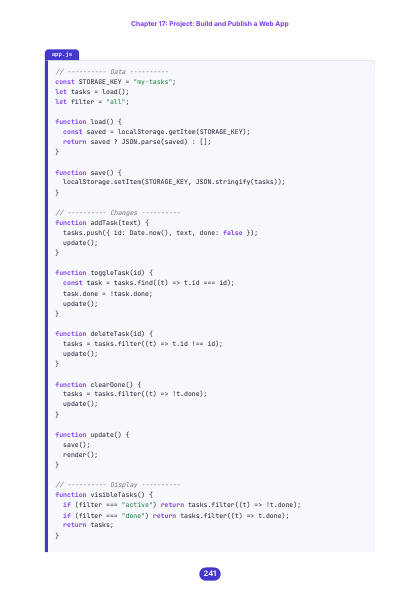 Chapter 17: Project: Build and Publish a Web App
app.js
// ---------- Data ----------
const STORAGE_KEY = "my-tasks";
let tasks = load();
let filter = "all";

function load() {
  const saved = localStorage.getItem(STORAGE_KEY);
  return saved ? JSON.parse(saved) : [];
}

function save() {
  localStorage.setItem(STORAGE_KEY, JSON.stringify(tasks));
}

// ---------- Changes ----------
function addTask(text) {
  tasks.push({ id: Date.now(), text, done: false });
  update();
}

function toggleTask(id) {
  const task = tasks.find((t) => t.id === id);
  task.done = !task.done;
  update();
}

function deleteTask(id) {
  tasks = tasks.filter((t) => t.id !== id);
  update();
}

function clearDone() {
  tasks = tasks.filter((t) => !t.done);
  update();
}

function update() {
  save();
  render();
}

// ---------- Display ----------
function visibleTasks() {
  if (filter === "active") return tasks.filter((t) => !t.done);
  if (filter === "done") return tasks.filter((t) => t.done);
  return tasks;
}
241